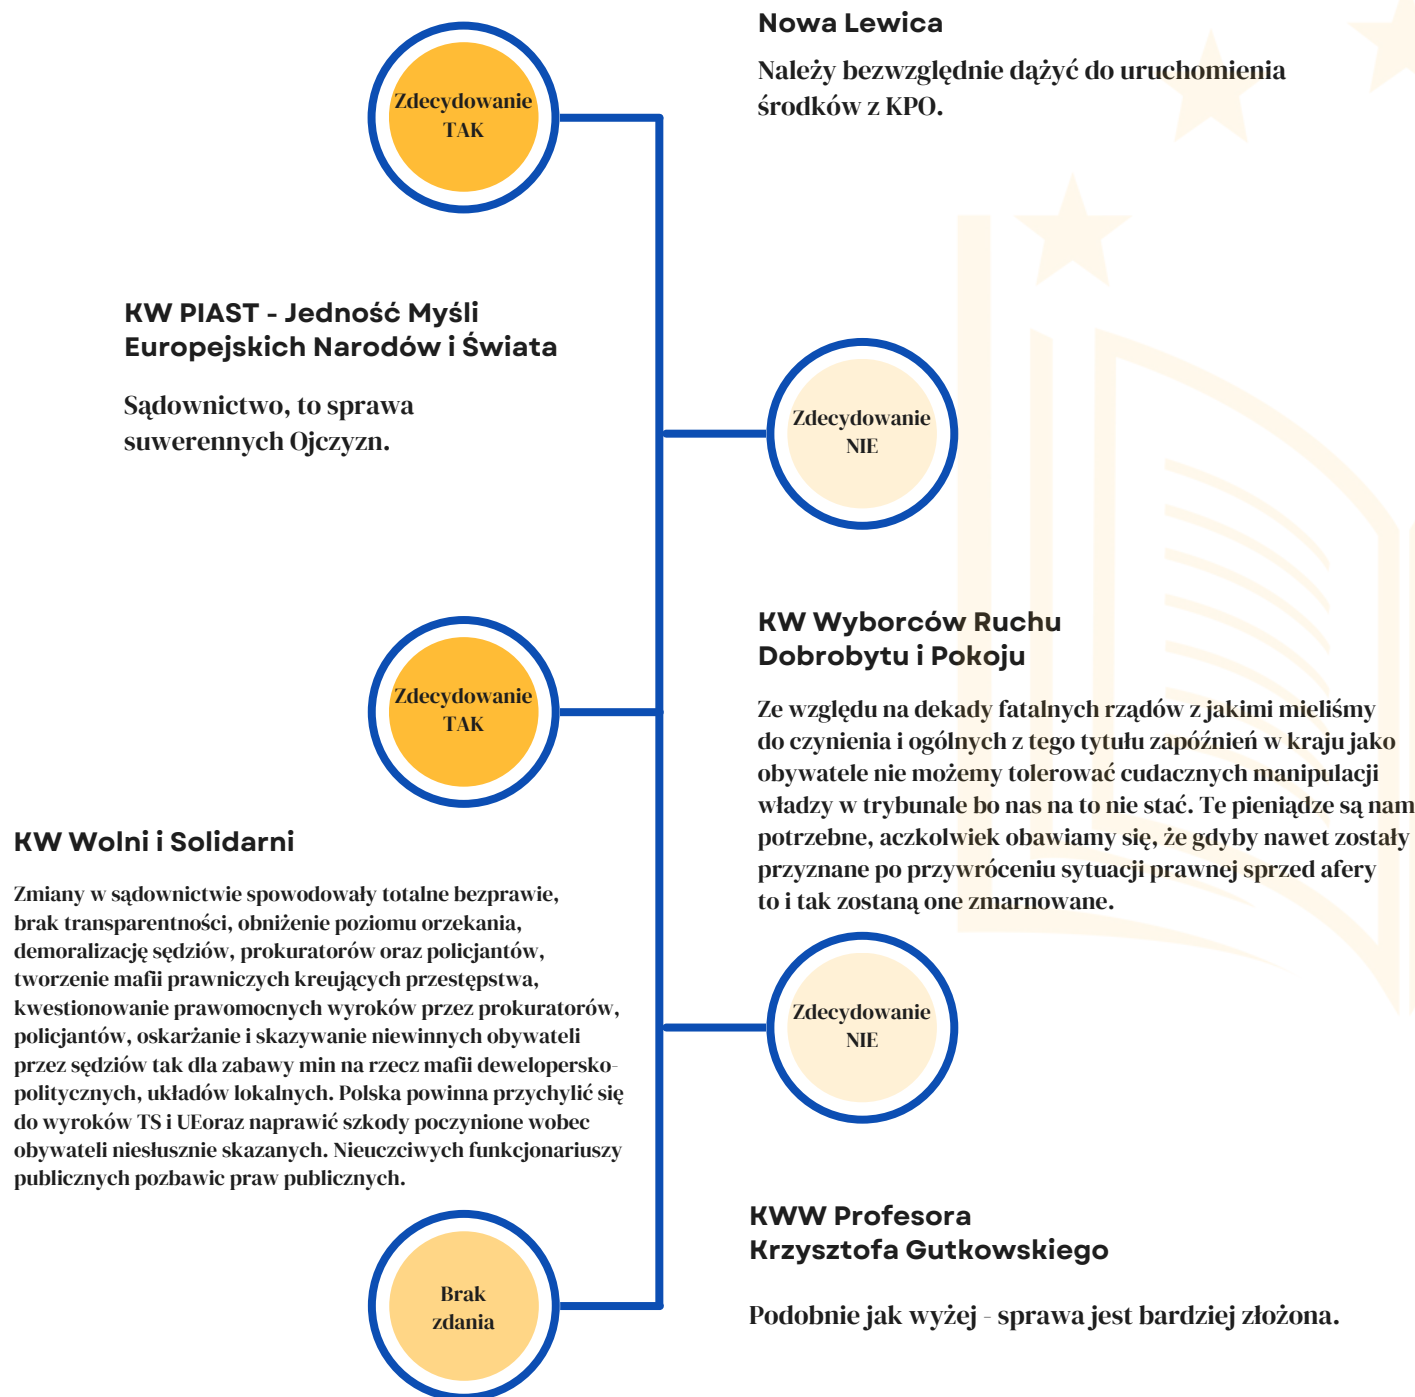 Nowa Lewica
Należy bezwzględnie dążyć do uruchomienia
środków z KPO.
Zdecydowanie
TAK
KW PIAST - Jedność Myśli
Europejskich Narodów i Świata
Sądownictwo, to sprawa
suwerennych Ojczyzn.
Zdecydowanie
NIE
KW Wyborców Ruchu
Dobrobytu i Pokoju
Ze względu na dekady fatalnych rządów z jakimi mieliśmy
do czynienia i ogólnych z tego tytułu zapóźnień w kraju jako
obywatele nie możemy tolerować cudacznych manipulacji
władzy w trybunale bo nas na to nie stać. Te pieniądze są nam
potrzebne, aczkolwiek obawiamy się, że gdyby nawet zostały
przyznane po przywróceniu sytuacji prawnej sprzed afery
to i tak zostaną one zmarnowane.
Zdecydowanie
TAK
KW Wolni i Solidarni
Zmiany w sądownictwie spowodowały totalne bezprawie,
brak transparentności, obniżenie poziomu orzekania,
demoralizację sędziów, prokuratorów oraz policjantów,
tworzenie mafii prawniczych kreujących przestępstwa,
kwestionowanie prawomocnych wyroków przez prokuratorów,
policjantów, oskarżanie i skazywanie niewinnych obywateli
przez sędziów tak dla zabawy min na rzecz mafii dewelopersko-
politycznych, układów lokalnych. Polska powinna przychylić się
do wyroków TS i UEoraz naprawić szkody poczynione wobec
obywateli niesłusznie skazanych. Nieuczciwych funkcjonariuszy
publicznych pozbawic praw publicznych.
Zdecydowanie
NIE
KWW Profesora
Krzysztofa Gutkowskiego
Podobnie jak wyżej - sprawa jest bardziej złożona.
Brak
zdania